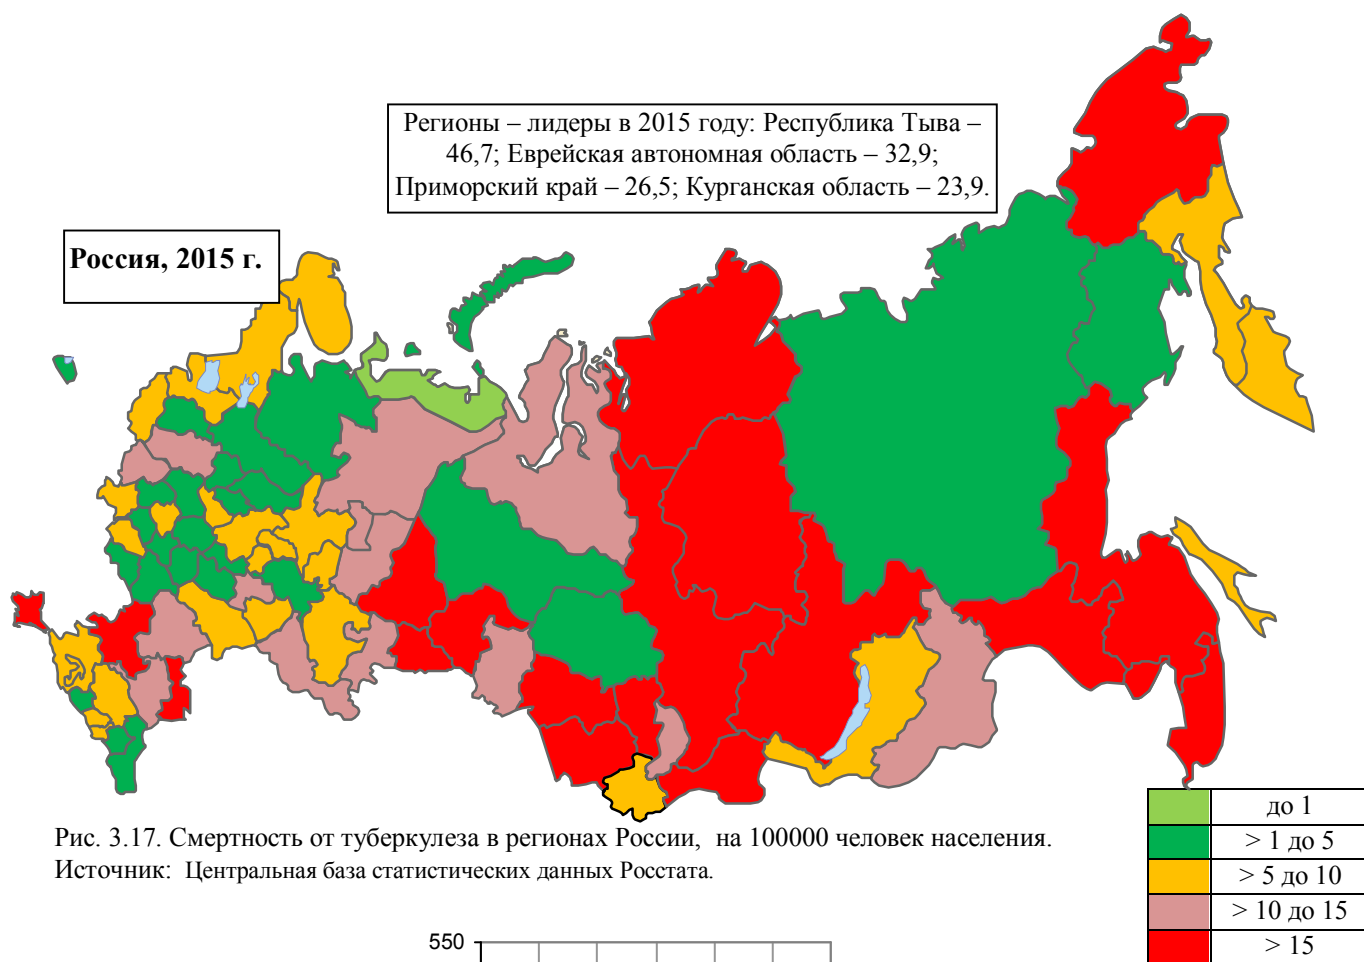 Регионы – лидеры в 2015 году: Республика Тыва –
46,7; Еврейская автономная область – 32,9;
Приморский край – 26,5; Курганская область – 23,9.
Россия, 2015 г.
до 1
> 1 до 5
> 5 до 10
> 10 до 15
> 15
Рис. 3.17. Смертность от туберкулеза в регионах России, на 100000 человек населения.
Источник: Центральная база статистических данных Росстата.
550